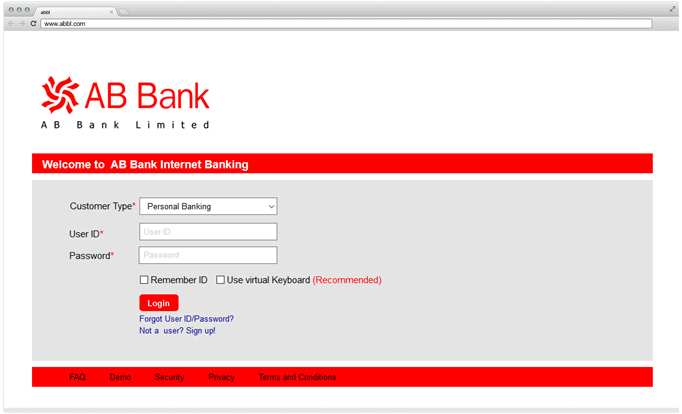 abbl
www.abbl.com
AB Bank
AB Bank Limited
Welcome to AB Bank Internet Banking
Customer Type* Personal Banking
User ID* User ID
Password* Password
Remember ID Use virtual Keyboard (Recommended)
Login
Forgot User ID/Password?
Not a user? Sign up!
FAQ Demo Security Privacy Terms and Conditions